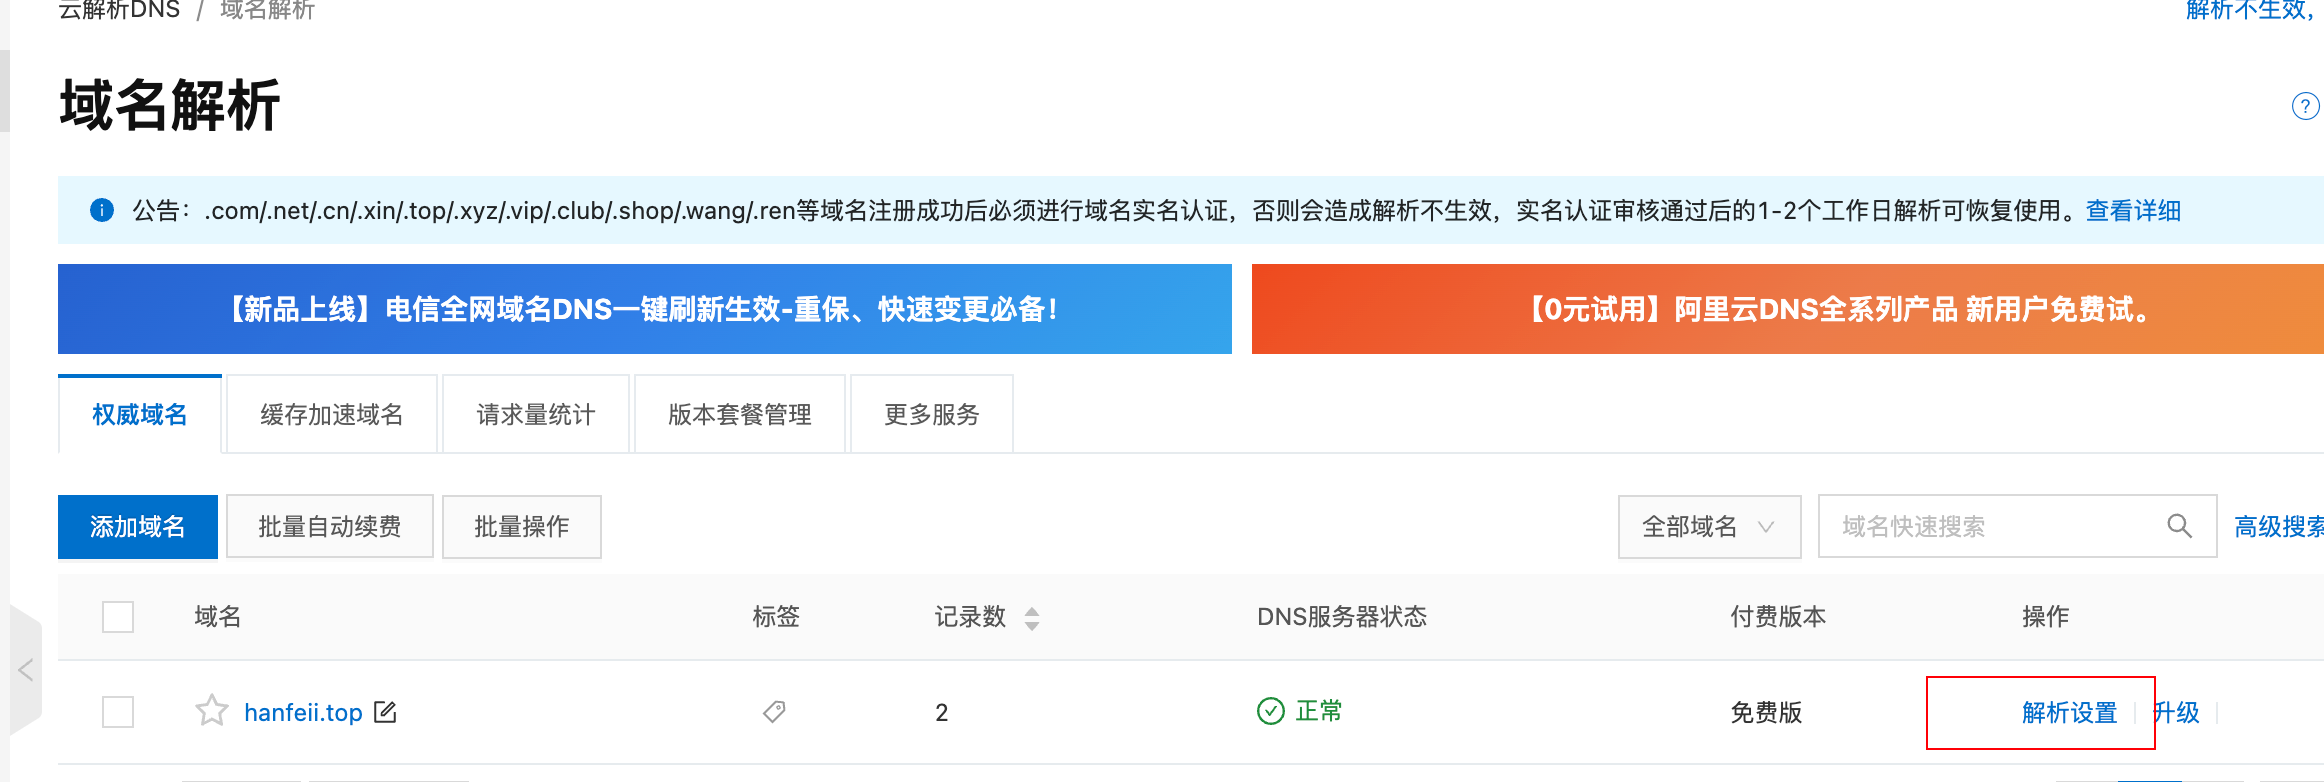 云解析DNS / 域名解析
解析不生效，
域名解析
公告：.com/.net/.cn/.xin/.top/.xyz/.vip/.club/.shop/.wang/.ren等域名注册成功后必须进行域名实名认证，否则会造成解析不生效，实名认证审核通过后的1-2个工作日解析可恢复使用。查看详细
【新品上线】电信全网域名DNS一键刷新生效-重保、快速变更必备！
【0元试用】阿里云DNS全系列产品 新用户免费试。
权威域名 缓存加速域名 请求量统计 版本套餐管理 更多服务
添加域名 批量自动续费 批量操作 全部域名 域名快速搜索 高级搜索
域名 标签 记录数 DNS服务器状态 付费版本 操作
hanfeii.top 2 正常 免费版 解析设置 升级